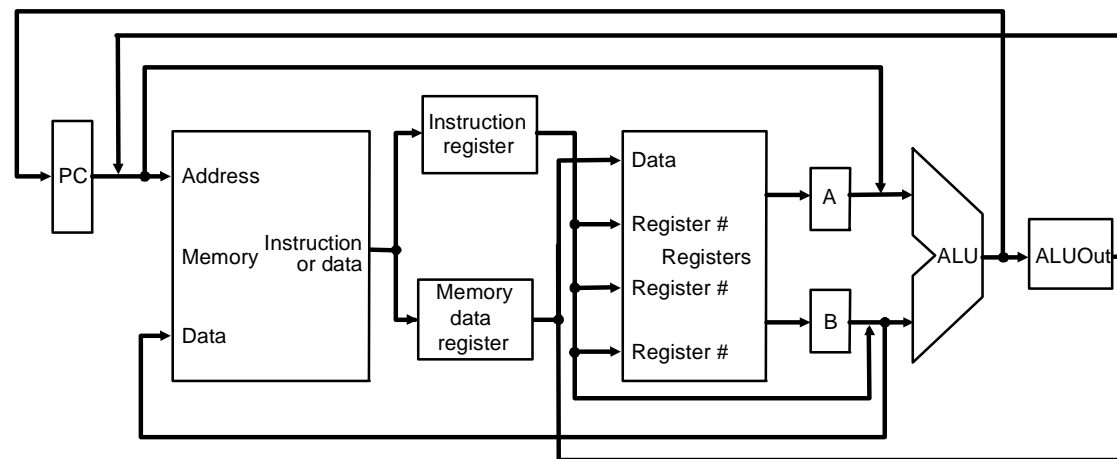 PC
Address
Memory
Instruction
or data
Data
Instruction
register
Memory
data
register
Data
Register #
Registers
Register #
Register #
A
B
ALU
ALUOut